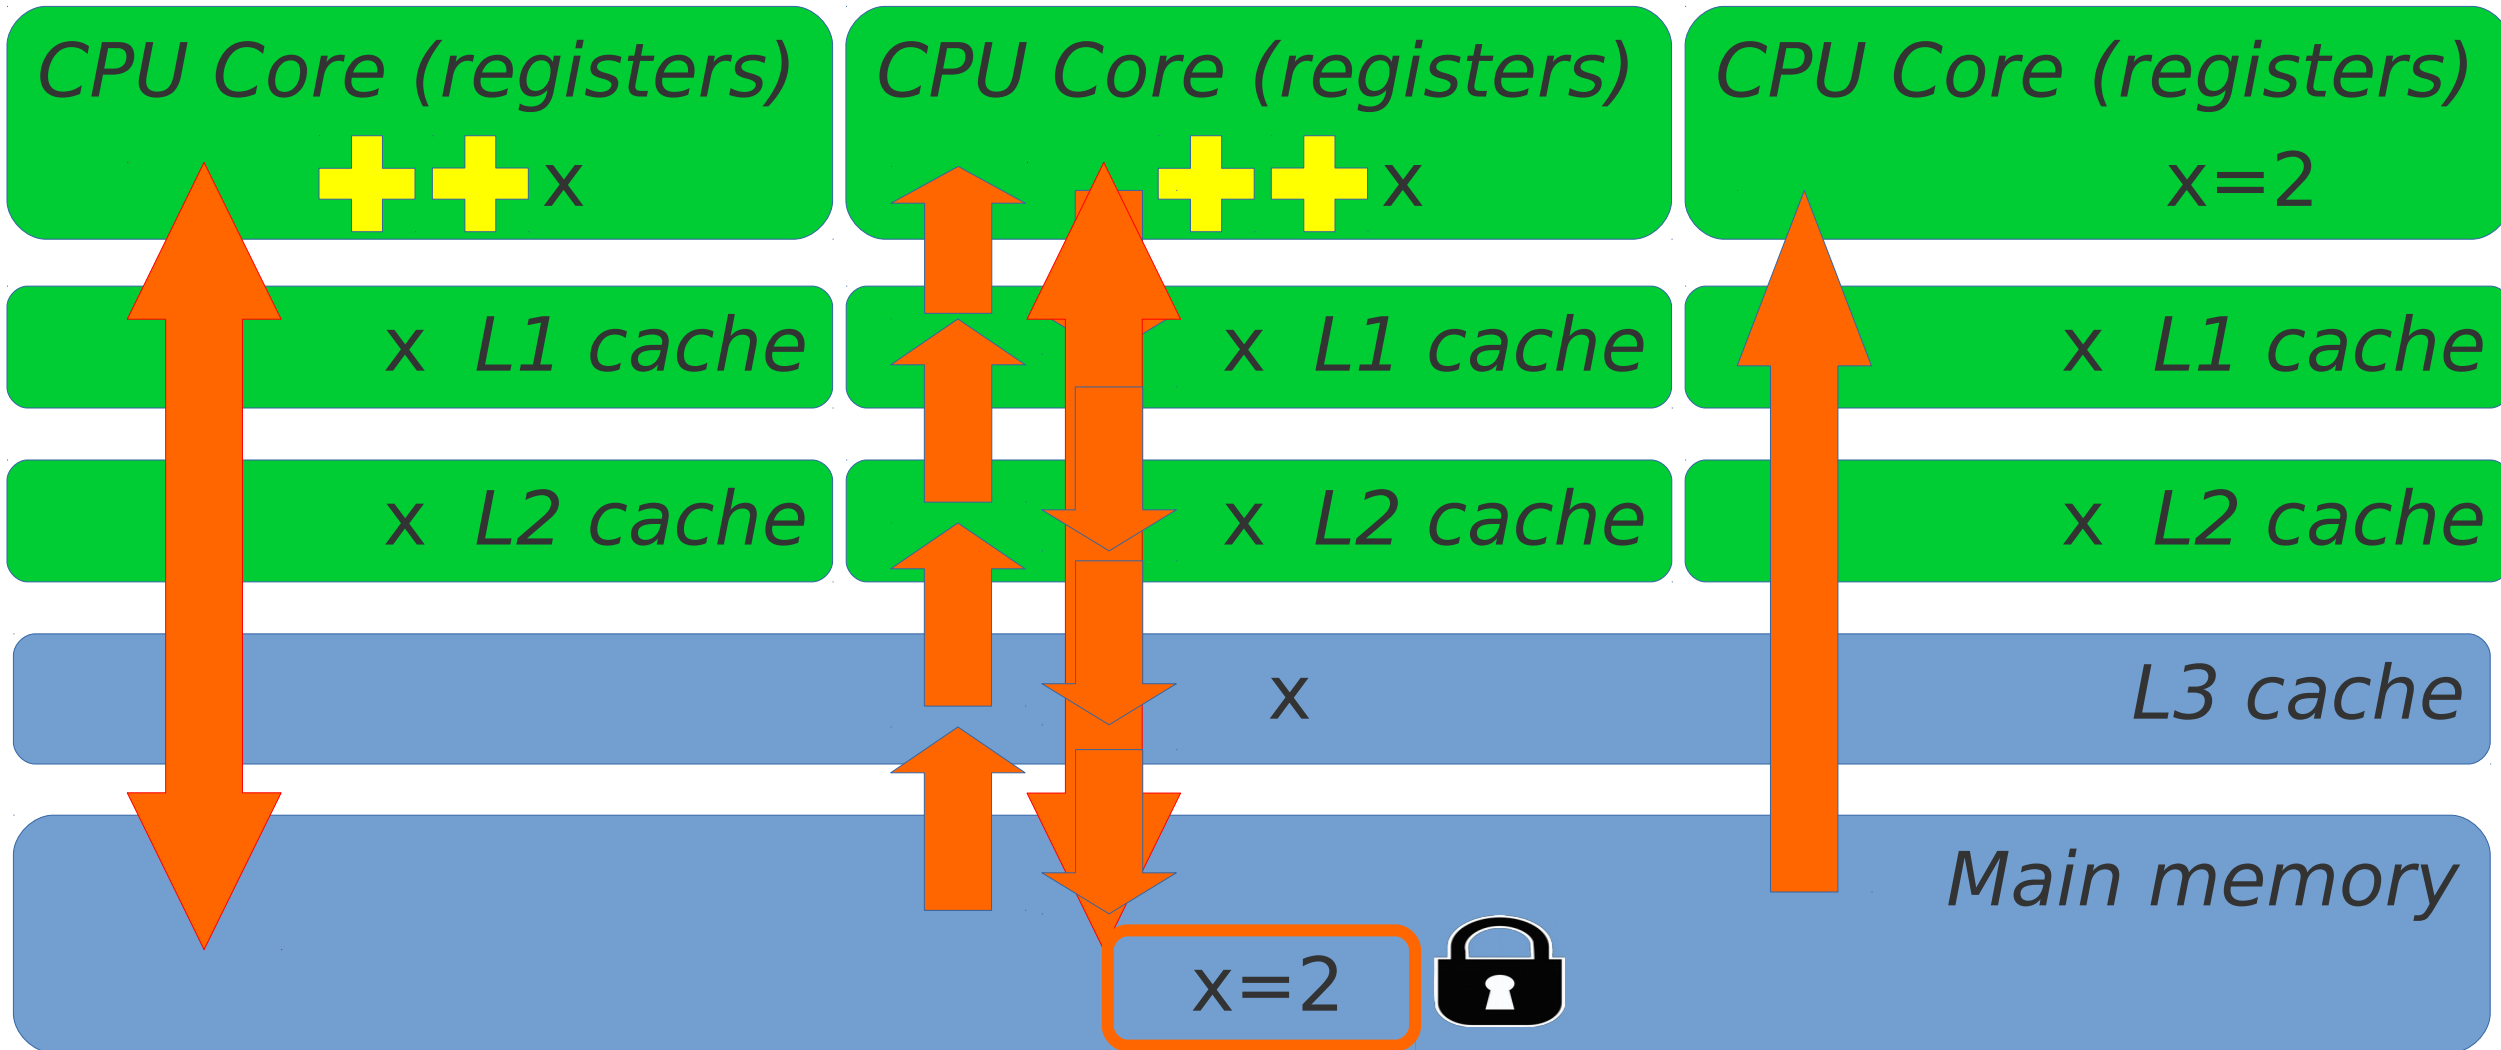 CPU Core (registers)
x
CPU Core (registers)
x
CPU Core (registers)
x=2
x L1 cache
x L1 cache
x L1 cache
x L2 cache
x L2 cache
x L2 cache
x L3 cache
Main memory
x=2